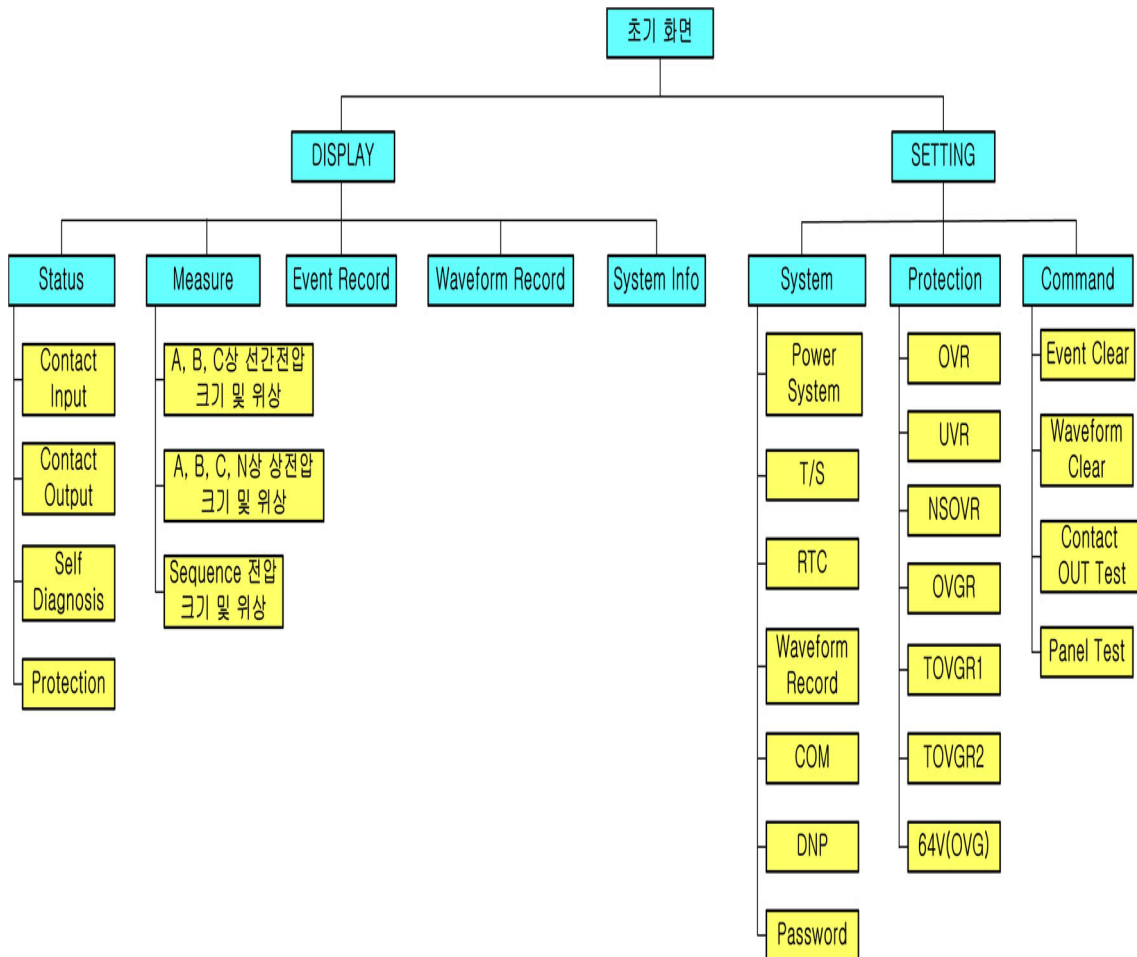 초기 화면
DISPLAY
SETTING
Status
Measure
Event Record
Waveform Record
System Info
System
Protection
Command
Contact
Input
Contact
Output
Self
Diagnosis
Protection
A, B, C상 선간전압
크기 및 위상
A, B, C, N상 상전압
크기 및 위상
Sequence 전압
크기 및 위상
Power
System
T/S
RTC
Waveform
Record
COM
DNP
Password
OVR
UVR
NSOVR
OVGR
TOVGR1
TOVGR2
64V(OVG)
Event Clear
Waveform
Clear
Contact
OUT Test
Panel Test